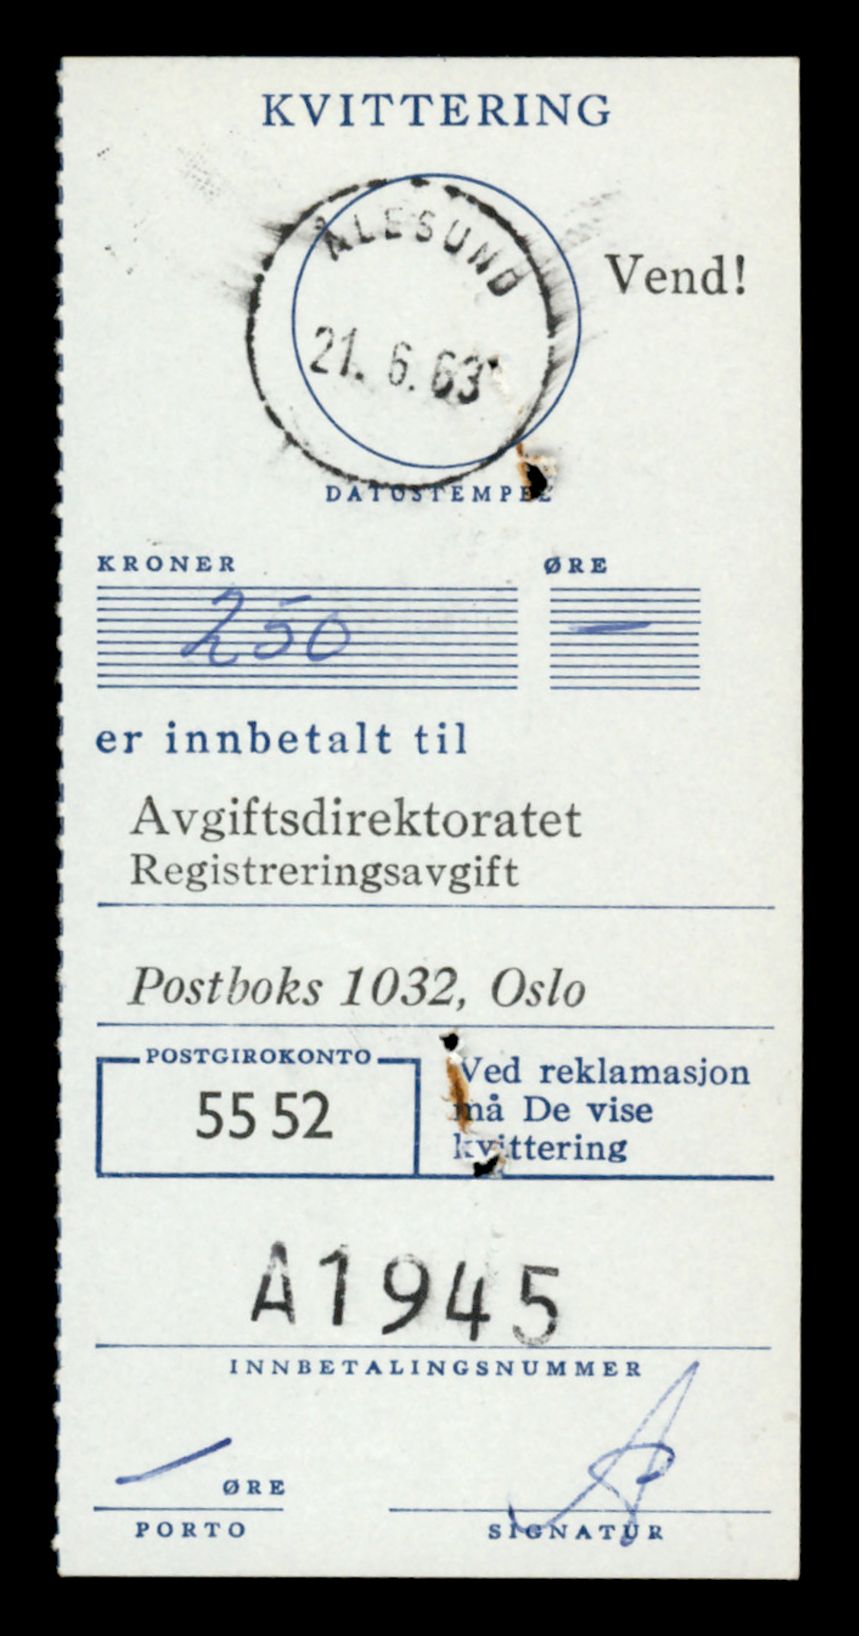 KVITTERING
ÅLESUND
Vend!
21. 6. 63
DATOSTEMPEL
KRONER ØRE
250 —
er innbetalt til
Avgiftsdirektoratet
Registreringsavgift
Postboks 1032, Oslo
POSTGIROKONTO
55 52
Ved reklamasjon
må De vise
kvittering
A1945
INNBETALINGSNUMMER
— ØRE
PORTO
SIGNATUR